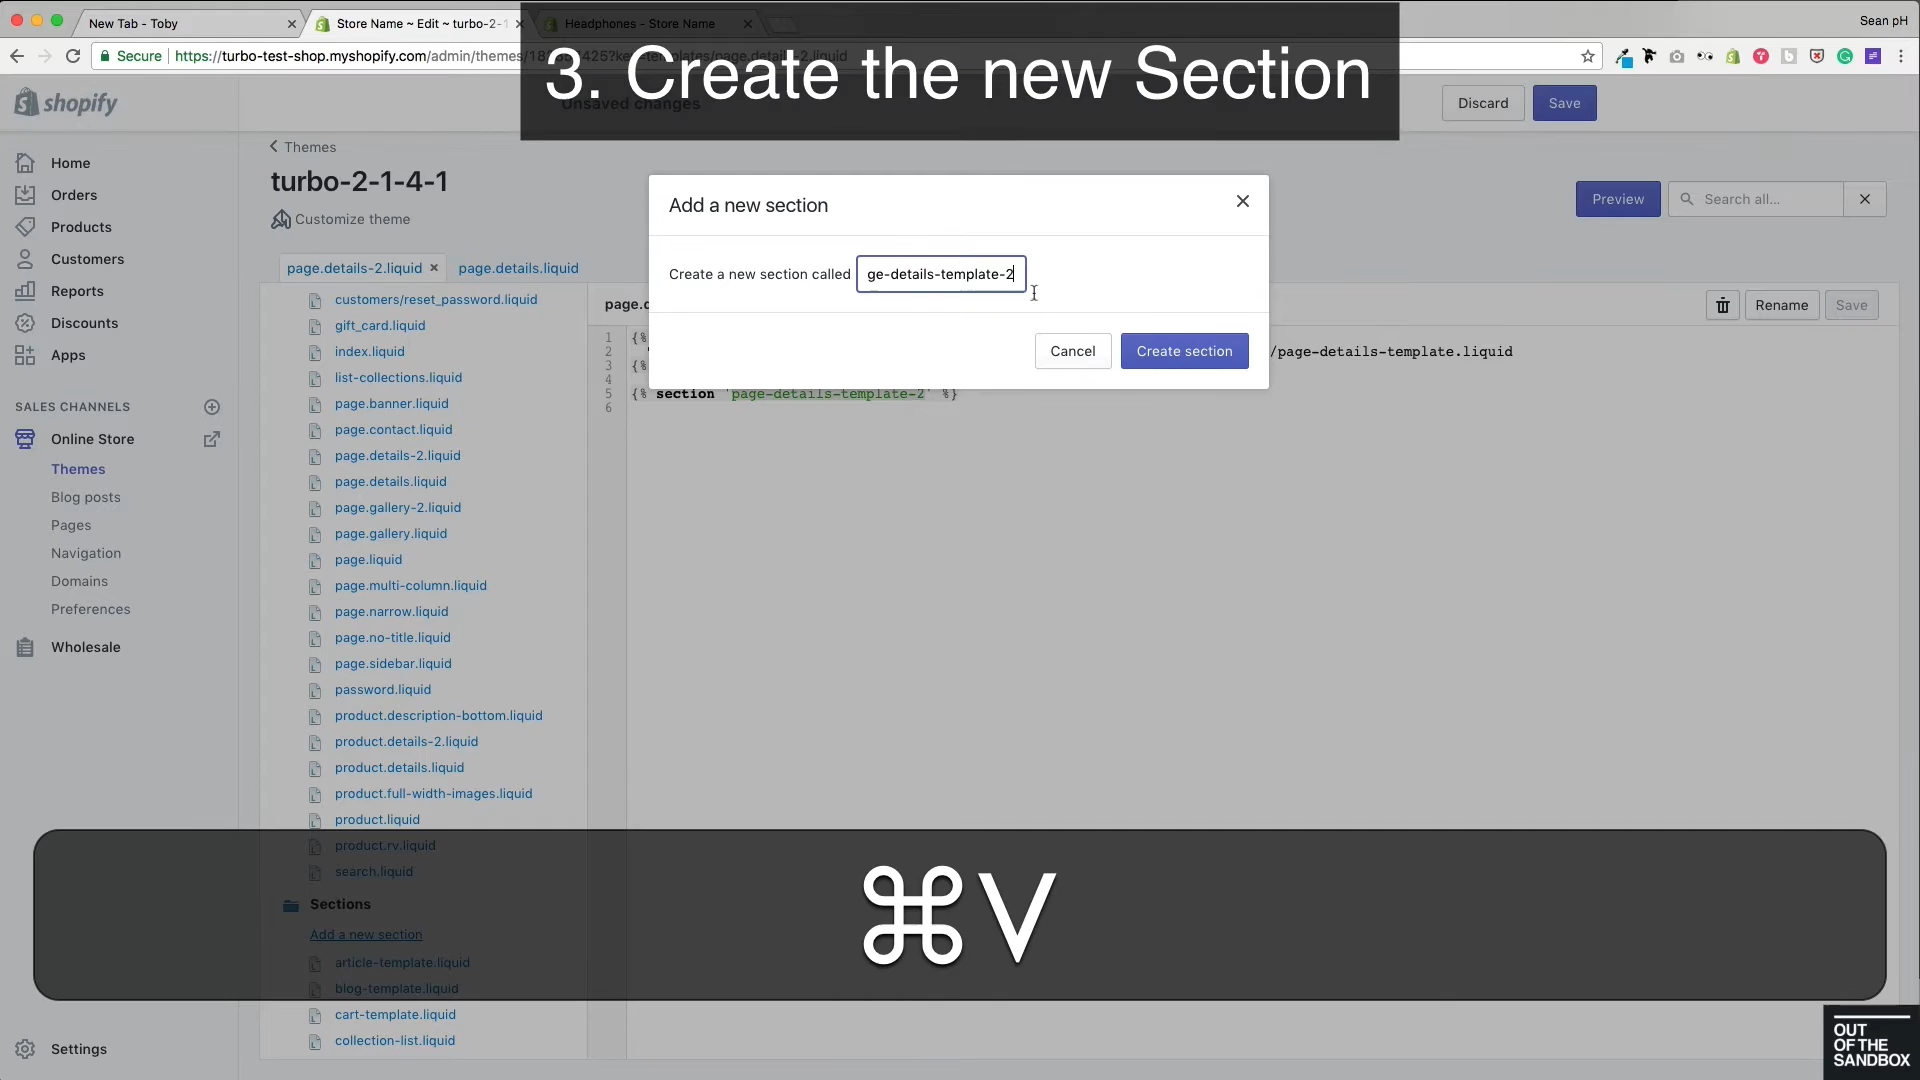 New Tab - Toby
Store Name ~ Edit ~ turbo-2-1
Headphones - Store Name
Sean pH
Secure
https://turbo-test-shop.myshopify.com/admin/themes/
3. Create the new Section
shopify
Unsaved changes
Discard
Save
Home
Orders
Products
Customers
Reports
Discounts
Apps
SALES CHANNELS
Online Store
Themes
Blog posts
Pages
Navigation
Domains
Preferences
Wholesale
Settings
Themes
turbo-2-1-4-1
Customize theme
Preview
Search all...
page.details-2.liquid
page.details.liquid
customers/reset_password.liquid
gift_card.liquid
index.liquid
list-collections.liquid
page.banner.liquid
page.contact.liquid
page.details-2.liquid
page.details.liquid
page.gallery-2.liquid
page.gallery.liquid
page.liquid
page.multi-column.liquid
page.narrow.liquid
page.no-title.liquid
page.sidebar.liquid
password.liquid
product.description-bottom.liquid
product.details-2.liquid
product.details.liquid
product.full-width-images.liquid
product.liquid
product.rv.liquid
search.liquid
Sections
Add a new section
article-template.liquid
blog-template.liquid
cart-template.liquid
collection-list.liquid
page.d
Rename
Save
1 {%
2 /page-details-template.liquid
3 {%
4
5 {% section 'page-details-template-2' %}
6
Add a new section
Create a new section called ge-details-template-2
Cancel
Create section
⌘V
OUT
OF THE
SANDBOX